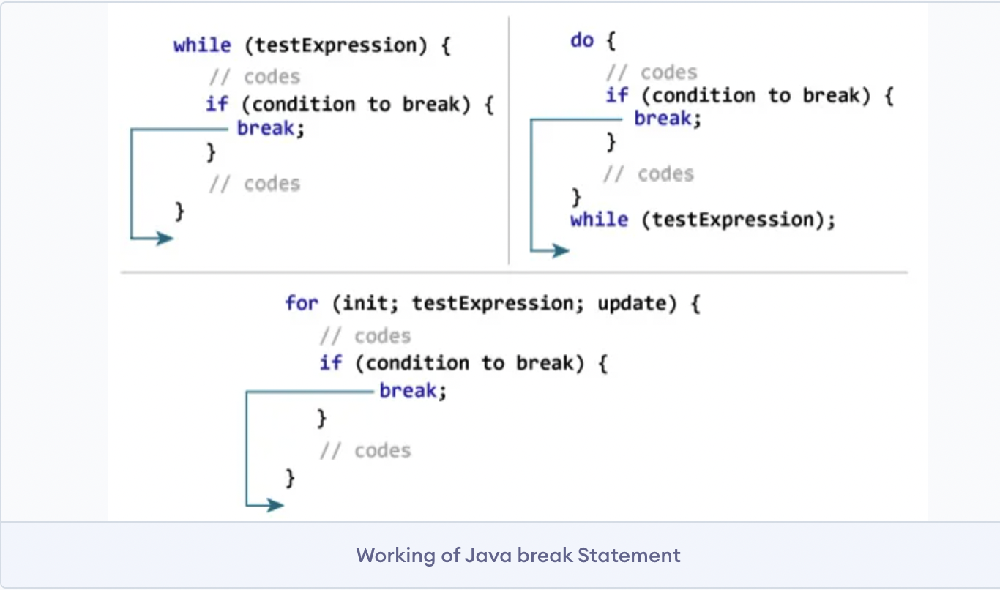 while (testExpression) {
// codes
if (condition to break) {
break;
}
// codes
}
do {
// codes
if (condition to break) {
break;
}
// codes
}
while (testExpression);
for (init; testExpression; update) {
// codes
if (condition to break) {
break;
}
// codes
}
Working of Java break Statement